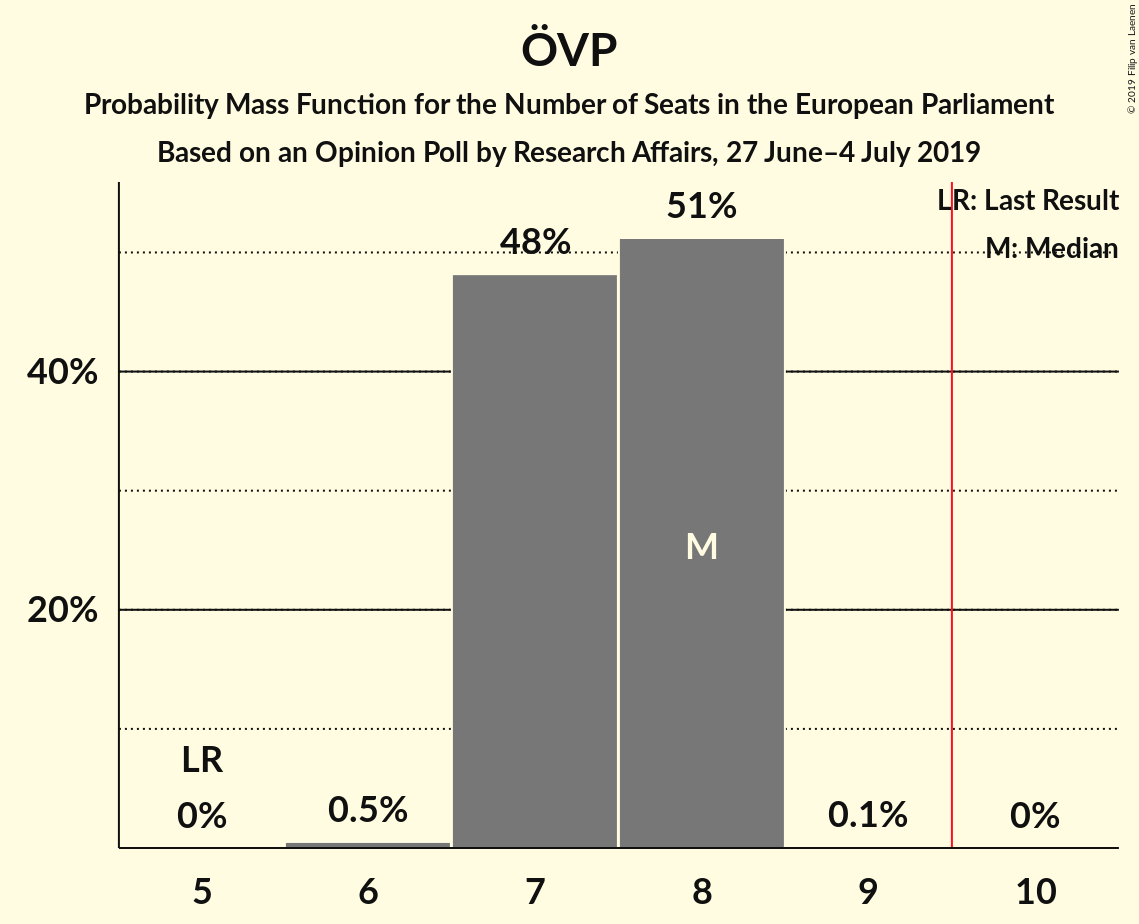 ÖVP
Probability Mass Function for the Number of Seats in the European Parliament
Based on an Opinion Poll by Research Affairs, 27 June–4 July 2019
© 2019 Filip van Laenen
LR: Last Result
M: Median
51%
48%
40%
M
20%
LR
0%
0.5%
0.1%
0%
5
6
7
8
9
10